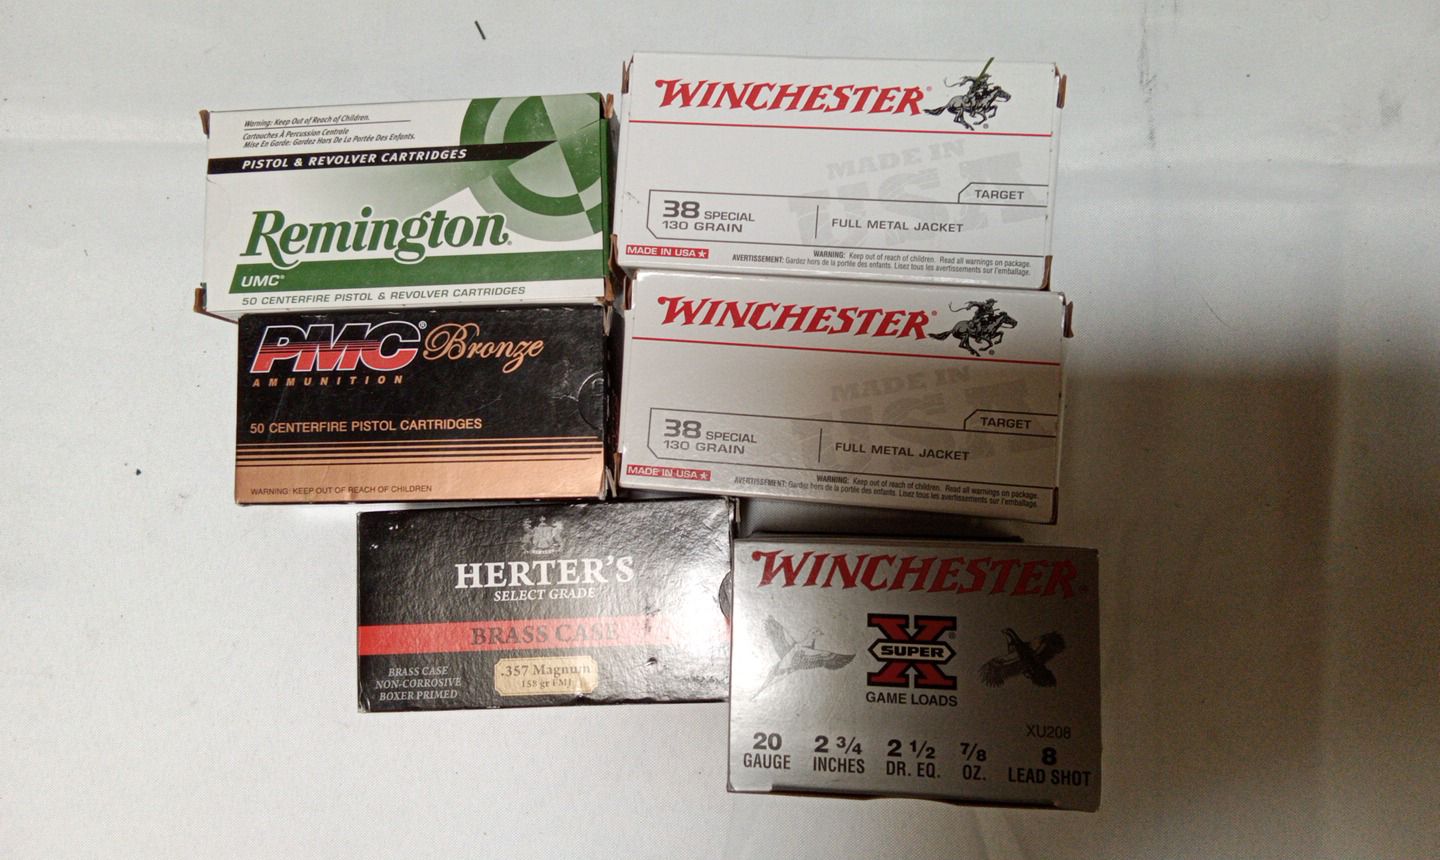 Warning: Keep Out of Reach of Children.
Cartouches À Percussion Centrale
Mise En Garde: Gardez Hors De La Portée Des Enfants.
PISTOL & REVOLVER CARTRIDGES
Remington®
UMC®
50 CENTERFIRE PISTOL & REVOLVER CARTRIDGES
WINCHESTER®
MADE IN
USA
TARGET
38 SPECIAL
130 GRAIN
FULL METAL JACKET
MADE IN USA
WARNING: Keep out of reach of children. Read all warnings on package.
AVERTISSEMENT: Gardez hors de la portée des enfants. Lisez tous les avertissements sur l'emballage.
PMC® Bronze
AMMUNITION
50 CENTERFIRE PISTOL CARTRIDGES
WARNING: KEEP OUT OF REACH OF CHILDREN
WINCHESTER®
MADE IN
USA
TARGET
38 SPECIAL
130 GRAIN
FULL METAL JACKET
MADE IN USA
WARNING: Keep out of reach of children. Read all warnings on package.
AVERTISSEMENT: Gardez hors de la portée des enfants. Lisez tous les avertissements sur l'emballage.
HERTER'S
SELECT GRADE
BRASS CASE
BRASS CASE
NON-CORROSIVE
BOXER PRIMED
.357 Magnum
158 gr FMJ
WINCHESTER®
X®
SUPER
GAME LOADS
XU208
20
GAUGE
2 3/4
INCHES
2 1/2
DR. EQ.
7/8
OZ.
8
LEAD SHOT